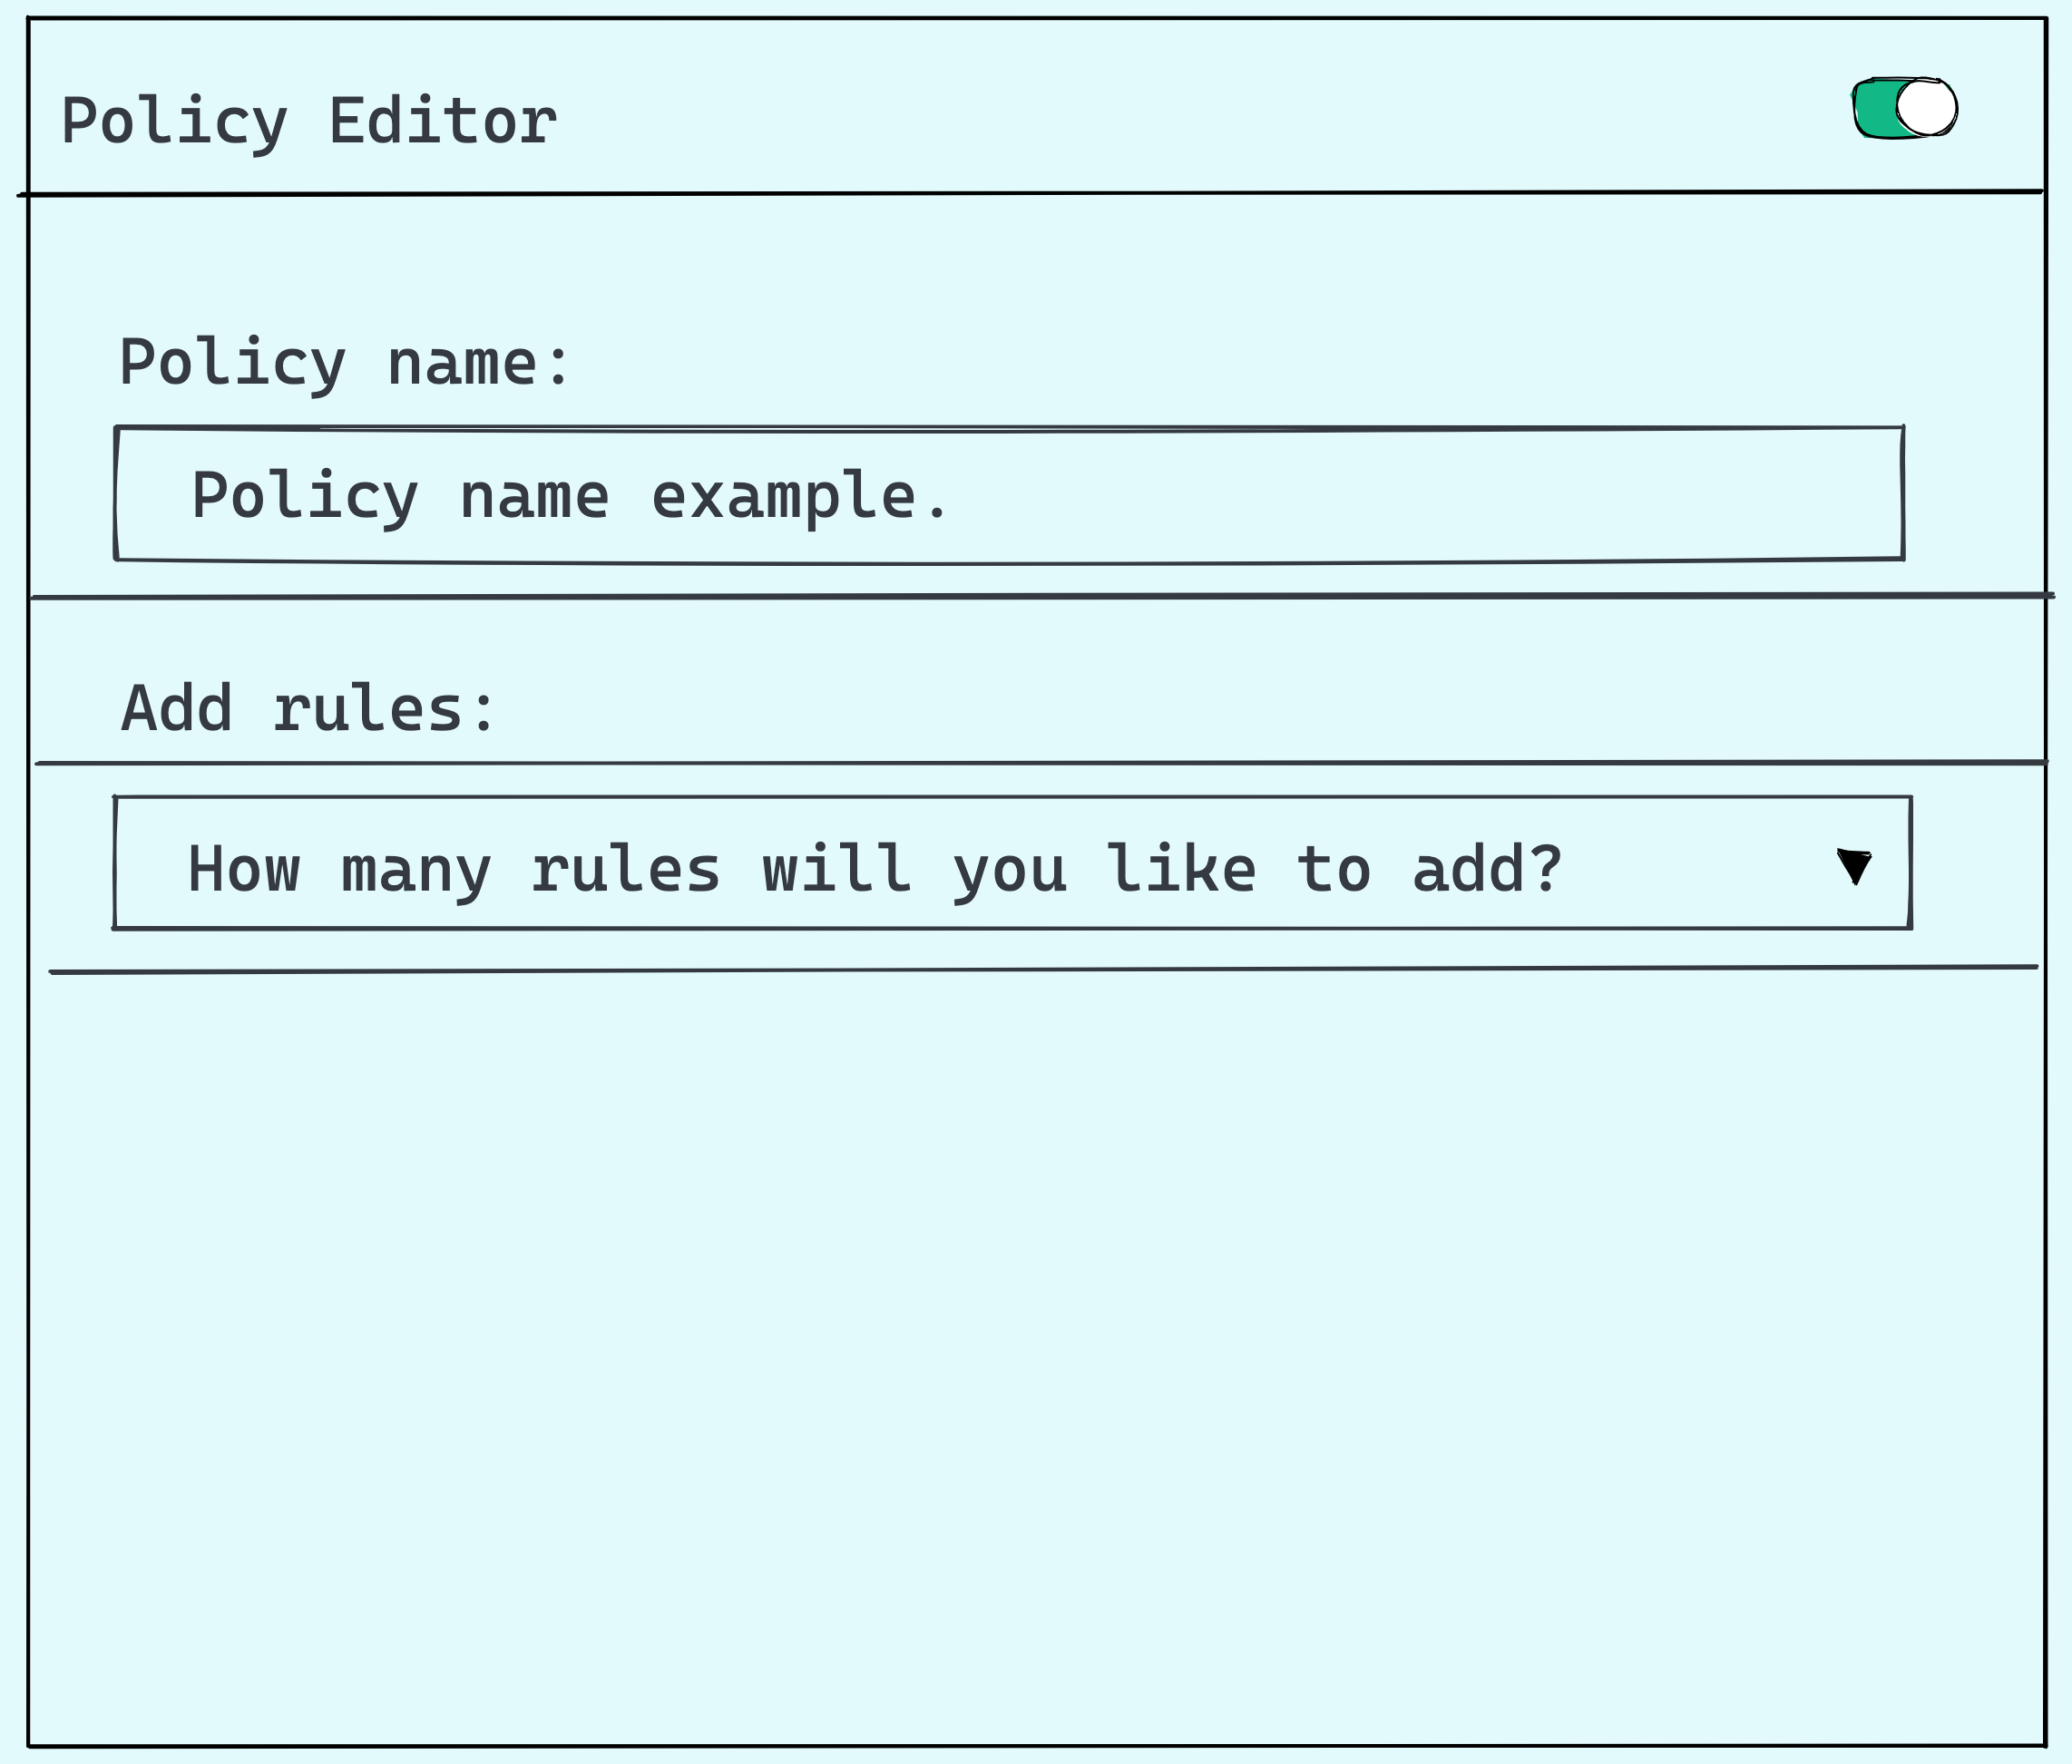 Policy Editor
Policy name:
Policy name example.
Add rules:
How many rules will you like to add?